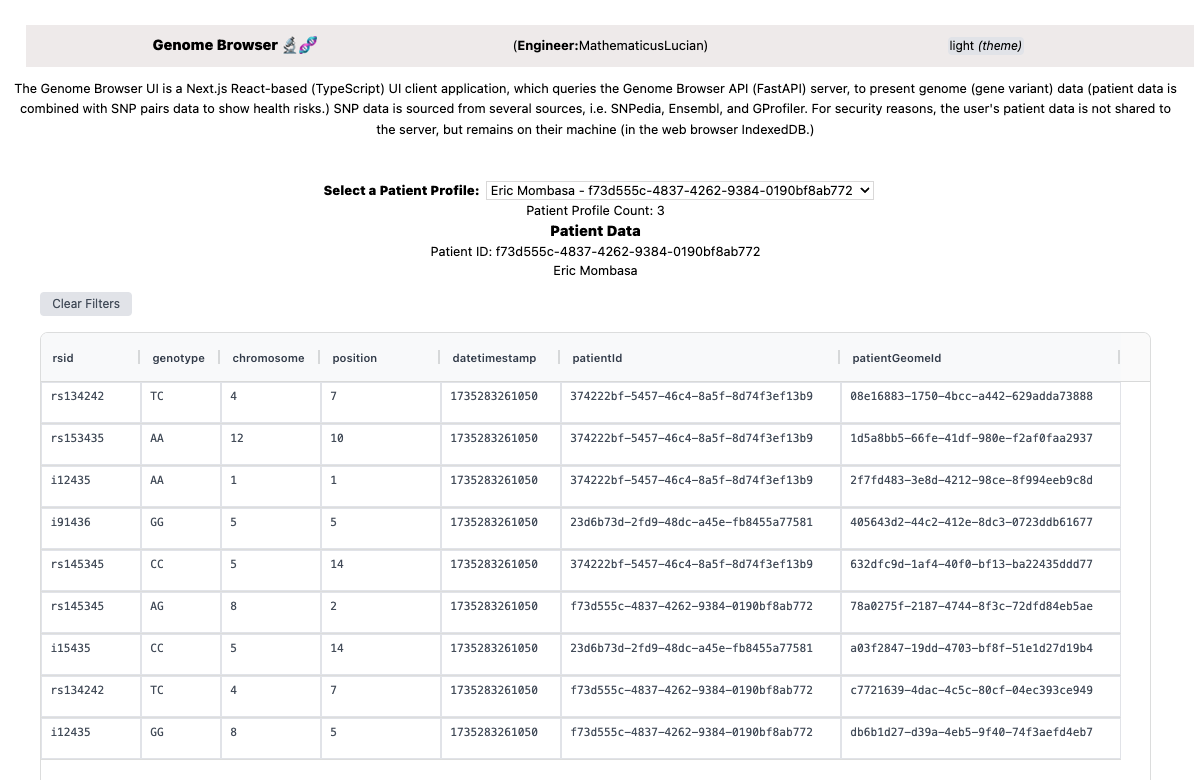 Genome Browser 🔬🧬 (Engineer:MathematicusLucian) light (theme)
The Genome Browser UI is a Next.js React-based (TypeScript) UI client application, which queries the Genome Browser API (FastAPI) server, to present genome (gene variant) data (patient data is
combined with SNP pairs data to show health risks.) SNP data is sourced from several sources, i.e. SNPedia, Ensembl, and GProfiler. For security reasons, the user's patient data is not shared to
the server, but remains on their machine (in the web browser IndexedDB.)
Select a Patient Profile: Eric Mombasa - f73d555c-4837-4262-9384-0190bf8ab772
Patient Profile Count: 3
Patient Data
Patient ID: f73d555c-4837-4262-9384-0190bf8ab772
Eric Mombasa
Clear Filters
rsid genotype chromosome position datetimestamp patientId patientGeomeId
rs134242 TC 4 7 1735283261050 374222bf-5457-46c4-8a5f-8d74f3ef13b9 08e16883-1750-4bcc-a442-629adda73888
rs153435 AA 12 10 1735283261050 374222bf-5457-46c4-8a5f-8d74f3ef13b9 1d5a8bb5-66fe-41df-980e-f2af0faa2937
i12435 AA 1 1 1735283261050 374222bf-5457-46c4-8a5f-8d74f3ef13b9 2f7fd483-3e8d-4212-98ce-8f994eeb9c8d
i91436 GG 5 5 1735283261050 23d6b73d-2fd9-48dc-a45e-fb8455a77581 405643d2-44c2-412e-8dc3-0723ddb61677
rs145345 CC 5 14 1735283261050 374222bf-5457-46c4-8a5f-8d74f3ef13b9 632dfc9d-1af4-40f0-bf13-ba22435ddd77
rs145345 AG 8 2 1735283261050 f73d555c-4837-4262-9384-0190bf8ab772 78a0275f-2187-4744-8f3c-72dfd84eb5ae
i15435 CC 5 14 1735283261050 23d6b73d-2fd9-48dc-a45e-fb8455a77581 a03f2847-19dd-4703-bf8f-51e1d27d19b4
rs134242 TC 4 7 1735283261050 f73d555c-4837-4262-9384-0190bf8ab772 c7721639-4dac-4c5c-80cf-04ec393ce949
i12435 GG 8 5 1735283261050 f73d555c-4837-4262-9384-0190bf8ab772 db6b1d27-d39a-4eb5-9f40-74f3aefd4eb7